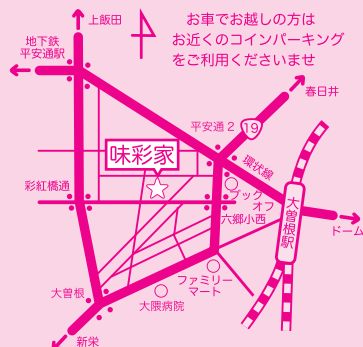 上飯田
お車でお越しの方は
お近くのコインパーキング
をご利用くださいませ
地下鉄
平安通駅
春日井
平安通2
19
環状線
味彩家
ブック
オフ
彩紅橋通
六郷小西
大曽根駅
ドーム
ファミリー
マート
大曽根
大隈病院
新栄